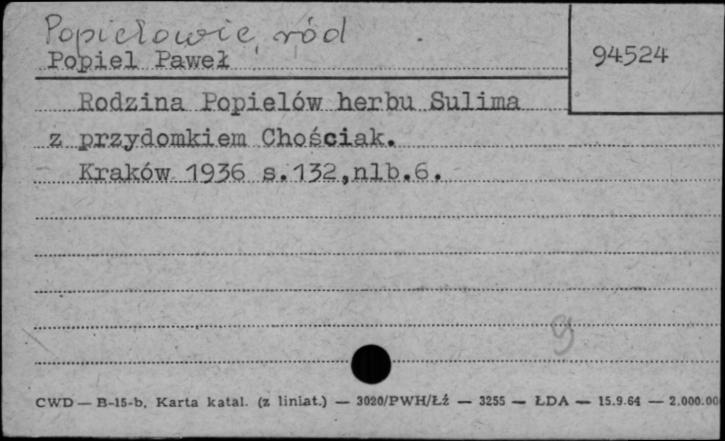 Popielowie, ród
Popiel Paweł
94524
Rodzina Popielów herbu Sulima
z przydomkiem Chościak.
Kraków 1936 s.132,nlb.6.
g
CWD — B-15-b, Karta katal. (z liniat.) — 3020/PWH/Łź — 3255 — ŁDA — 15.9.64 — 2.000.00